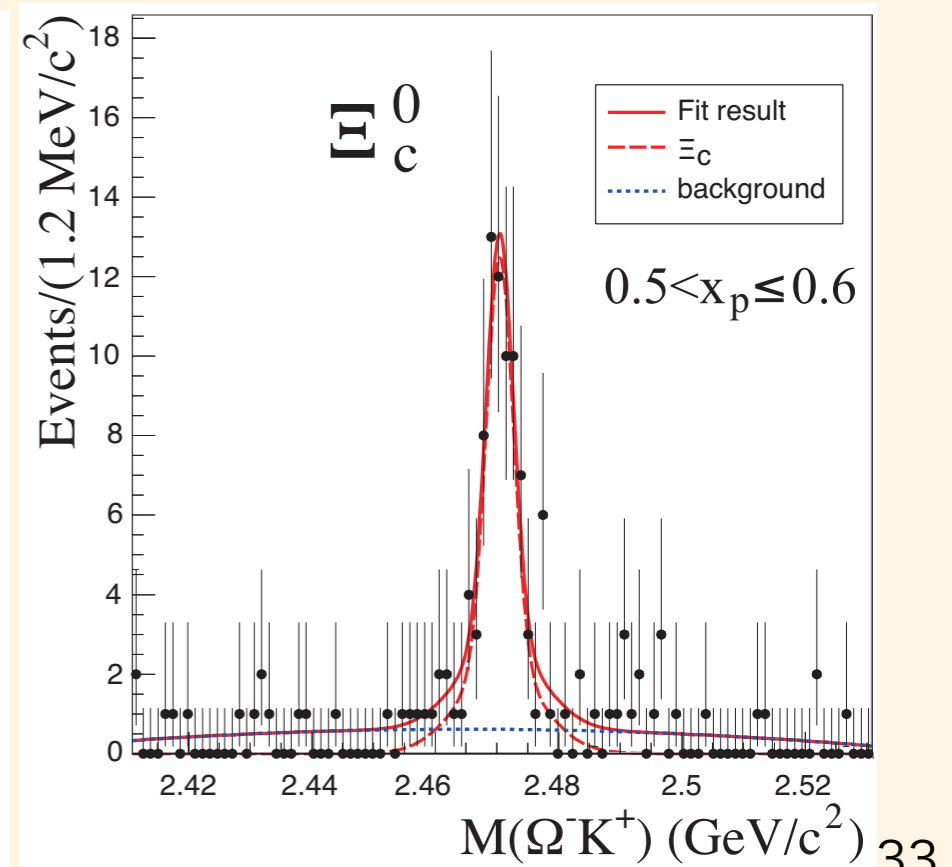 Events/(1.2 MeV/c²)
18
16
14
12
10
8
6
4
2
0
Ξ⁰c
Fit result
Ξc
background
0.5<xp≤0.6
2.42 2.44 2.46 2.48 2.5 2.52
M(Ω⁻K⁺) (GeV/c²)
33